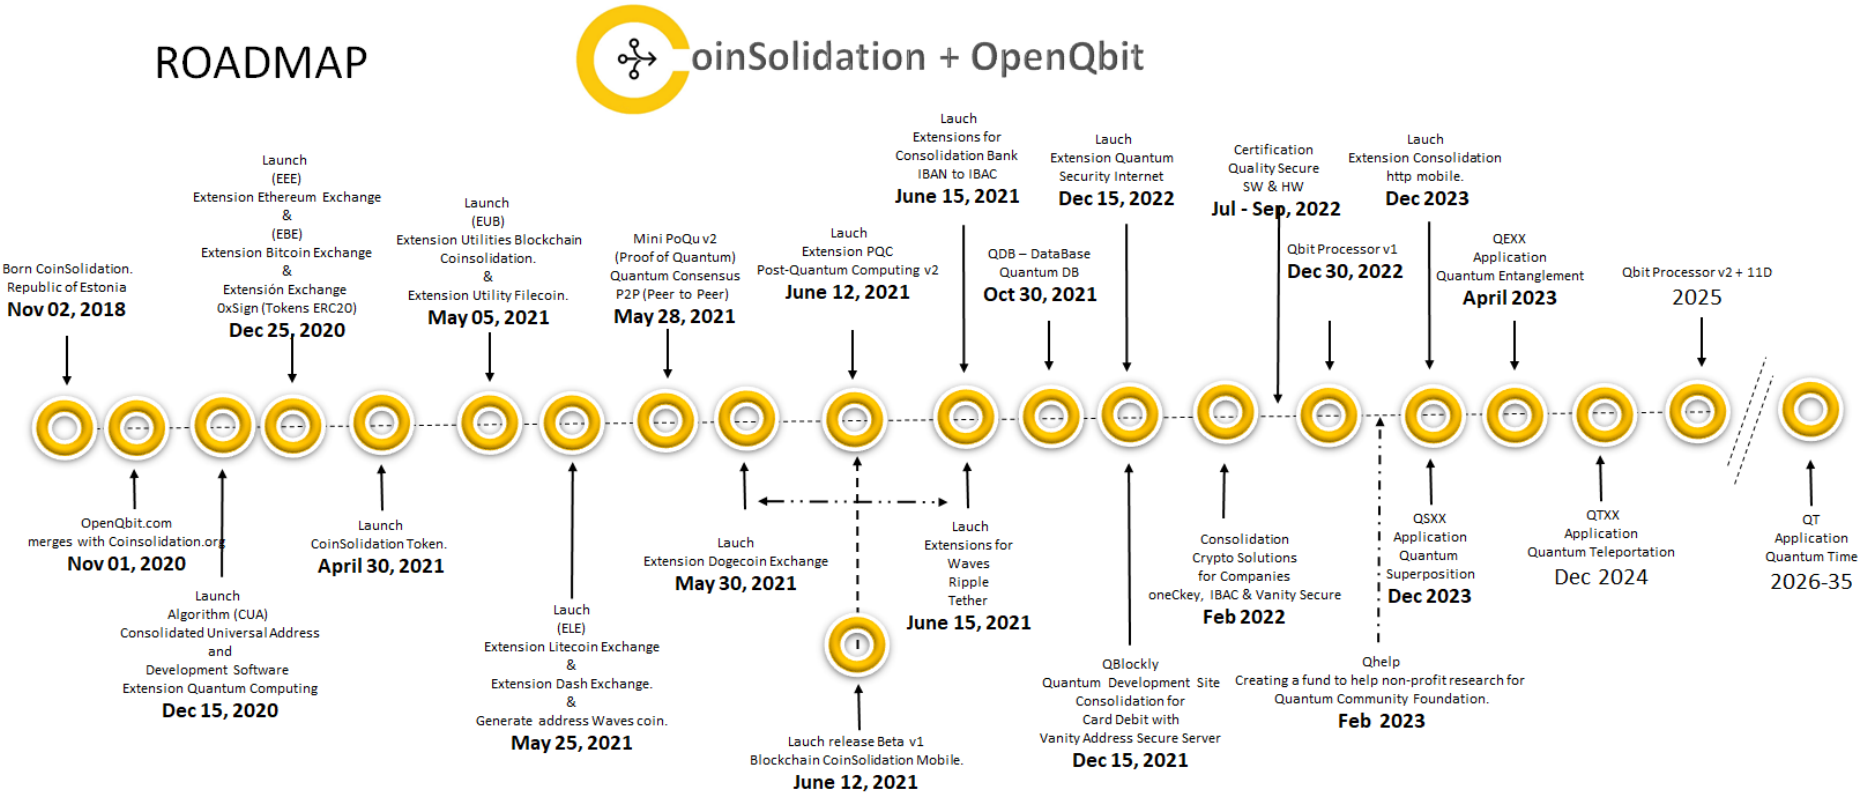 ROADMAP
oinSolidation + OpenQbit
Born CoinSolidation.
Republic of Estonia
Nov 02, 2018
OpenQbit.com
merges with Coinsolidation.org
Nov 01, 2020
Launch
Algorithm (CUA)
Consolidated Universal Address
and
Development Software
Extension Quantum Computing
Dec 15, 2020
Launch
(EEE)
Extension Ethereum Exchange
&
(EBE)
Extension Bitcoin Exchange
&
Extensión Exchange
0xSign (Tokens ERC20)
Dec 25, 2020
Launch
CoinSolidation Token.
April 30, 2021
Launch
(EUB)
Extension Utilities Blockchain
Coinsolidation.
&
Extension Utility Filecoin.
May 05, 2021
Lauch
(ELE)
Extension Litecoin Exchange
&
Extension Dash Exchange.
&
Generate address Waves coin.
May 25, 2021
Mini PoQu v2
(Proof of Quantum)
Quantum Consensus
P2P (Peer to Peer)
May 28, 2021
Lauch
Extension Dogecoin Exchange
May 30, 2021
Lauch
Extension PQC
Post-Quantum Computing v2
June 12, 2021
Lauch release Beta v1
Blockchain CoinSolidation Mobile.
June 12, 2021
Lauch
Extensions for
Consolidation Bank
IBAN to IBAC
June 15, 2021
Lauch
Extensions for
Waves
Ripple
Tether
June 15, 2021
QDB – DataBase
Quantum DB
Oct 30, 2021
Lauch
Extension Quantum
Security Internet
Dec 15, 2022
QBlockly
Quantum Development Site
Consolidation for
Card Debit with
Vanity Address Secure Server
Dec 15, 2021
Consolidation
Crypto Solutions
for Companies
oneCkey, IBAC & Vanity Secure
Feb 2022
Certification
Quality Secure
SW & HW
Jul - Sep, 2022
Qbit Processor v1
Dec 30, 2022
Qhelp
Creating a fund to help non-profit research for
Quantum Community Foundation.
Feb 2023
Lauch
Extension Consolidation
http mobile.
Dec 2023
QSXX
Application
Quantum
Superposition
Dec 2023
QEXX
Application
Quantum Entanglement
April 2023
QTXX
Application
Quantum Teleportation
Dec 2024
Qbit Processor v2 + 11D
2025
QT
Application
Quantum Time
2026-35